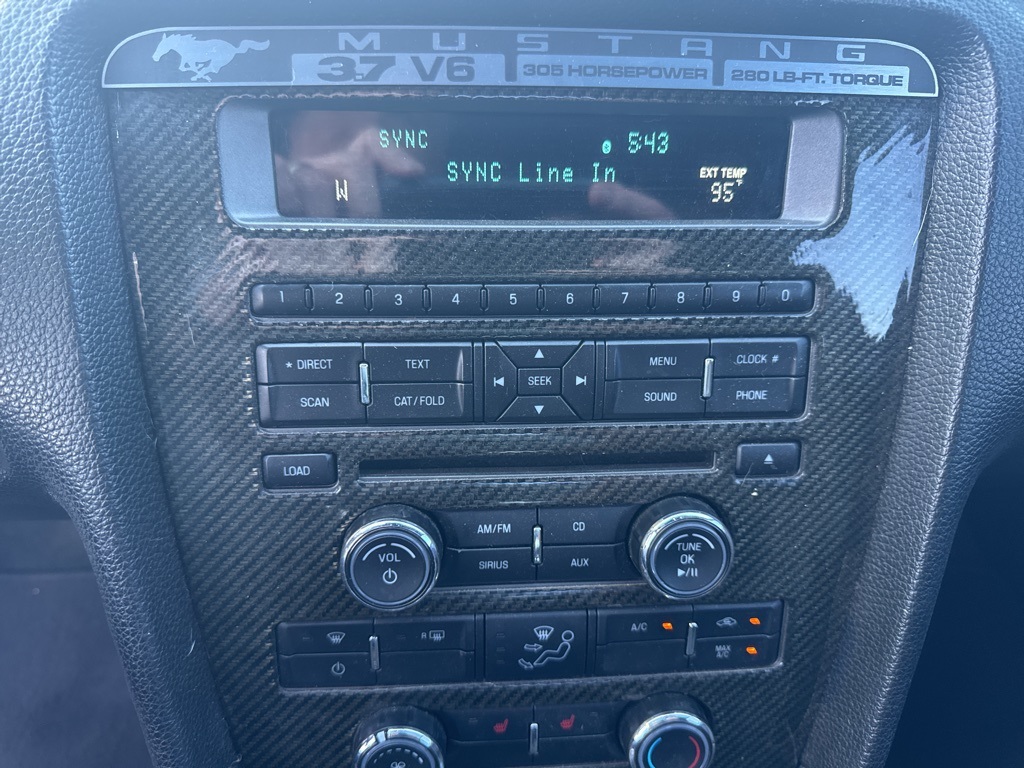 MUSTANG
3.7 V6 305 HORSEPOWER 280 LB-FT. TORQUE
SYNC 5:43
SYNC Line In EXT TEMP
W 95°F
1 2 3 4 5 6 7 8 9 0
* DIRECT TEXT MENU CLOCK #
SEEK
SCAN CAT/FOLD SOUND PHONE
LOAD
AM/FM CD TUNE
VOL OK
SIRIUS AUX
R A/C
MAX A/C